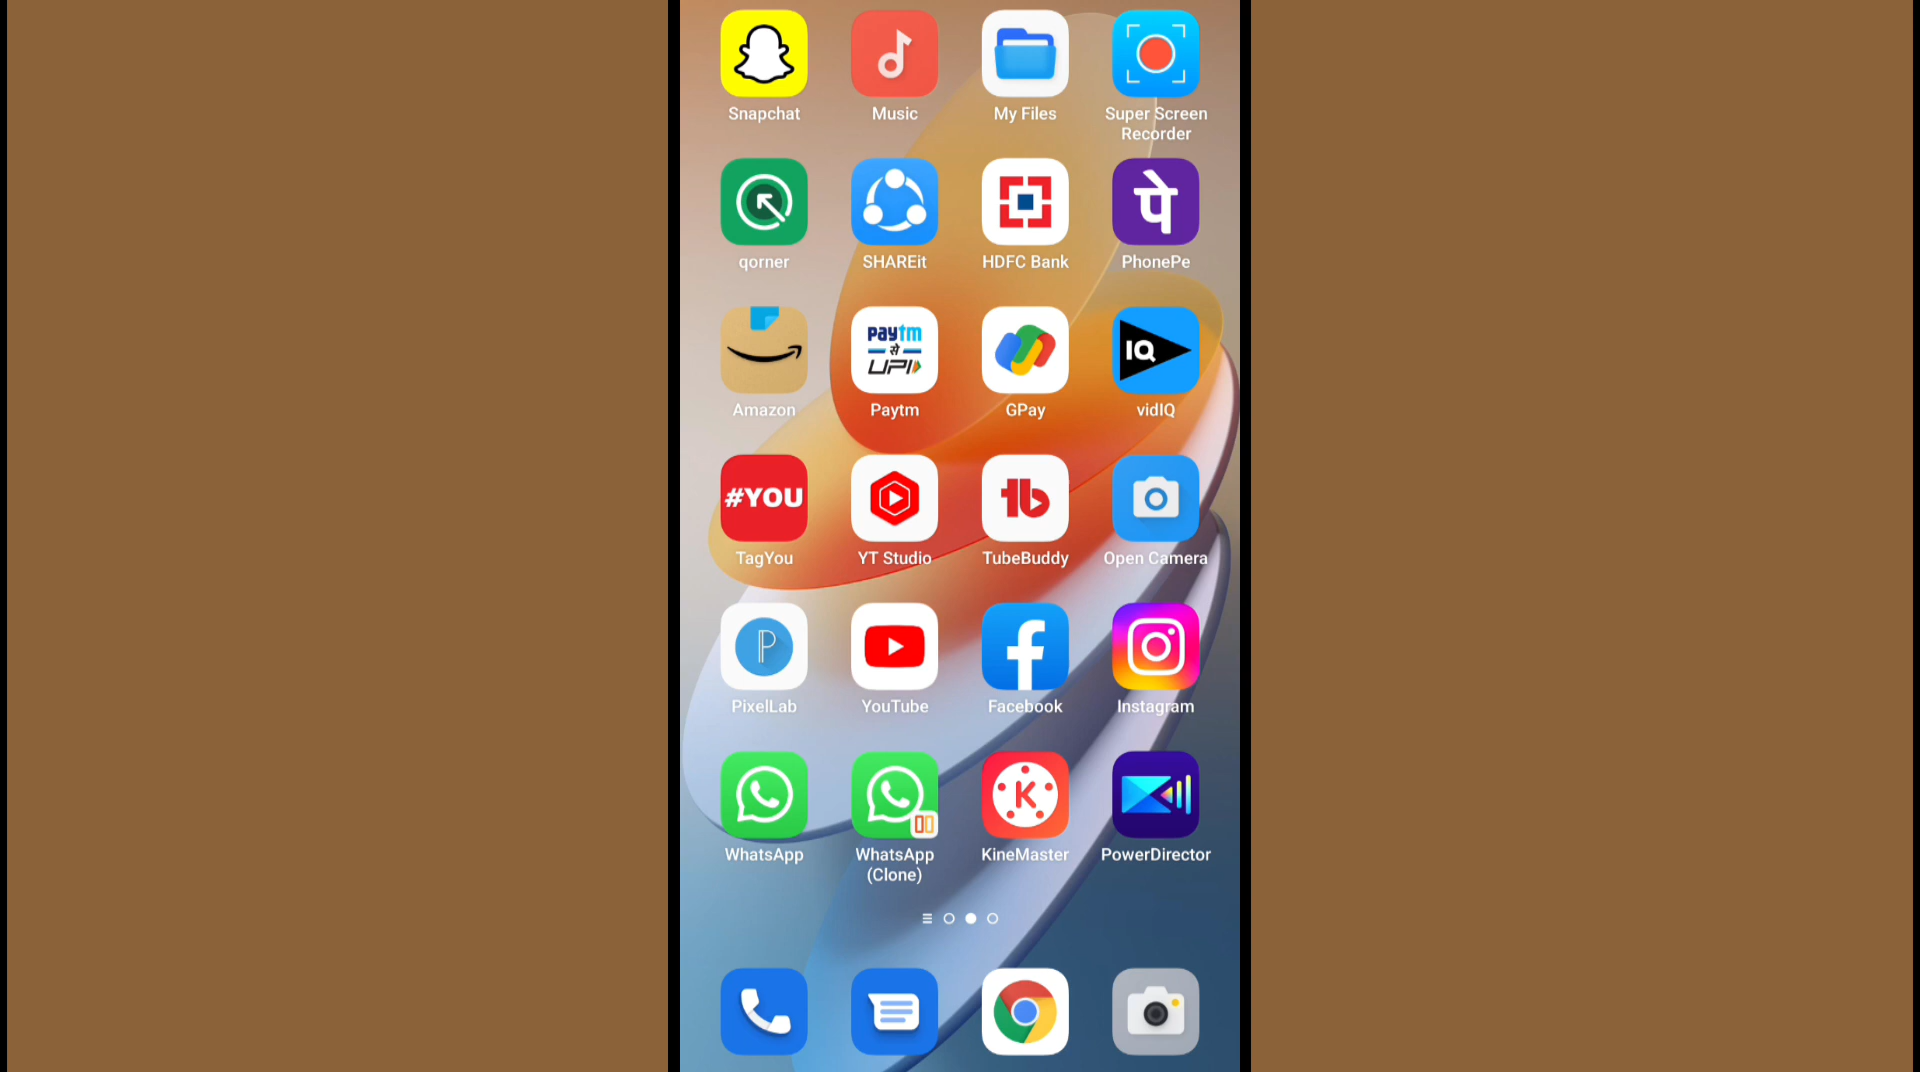 Snapchat Music My Files Super Screen
Recorder
पे
qorner SHAREit HDFC Bank PhonePe
paytm
से
UPI
IQ
Amazon Paytm GPay vidIQ
#YOU
TagYou YT Studio TubeBuddy Open Camera
P
PixelLab YouTube Facebook Instagram
K
WhatsApp WhatsApp KineMaster PowerDirector
(Clone)